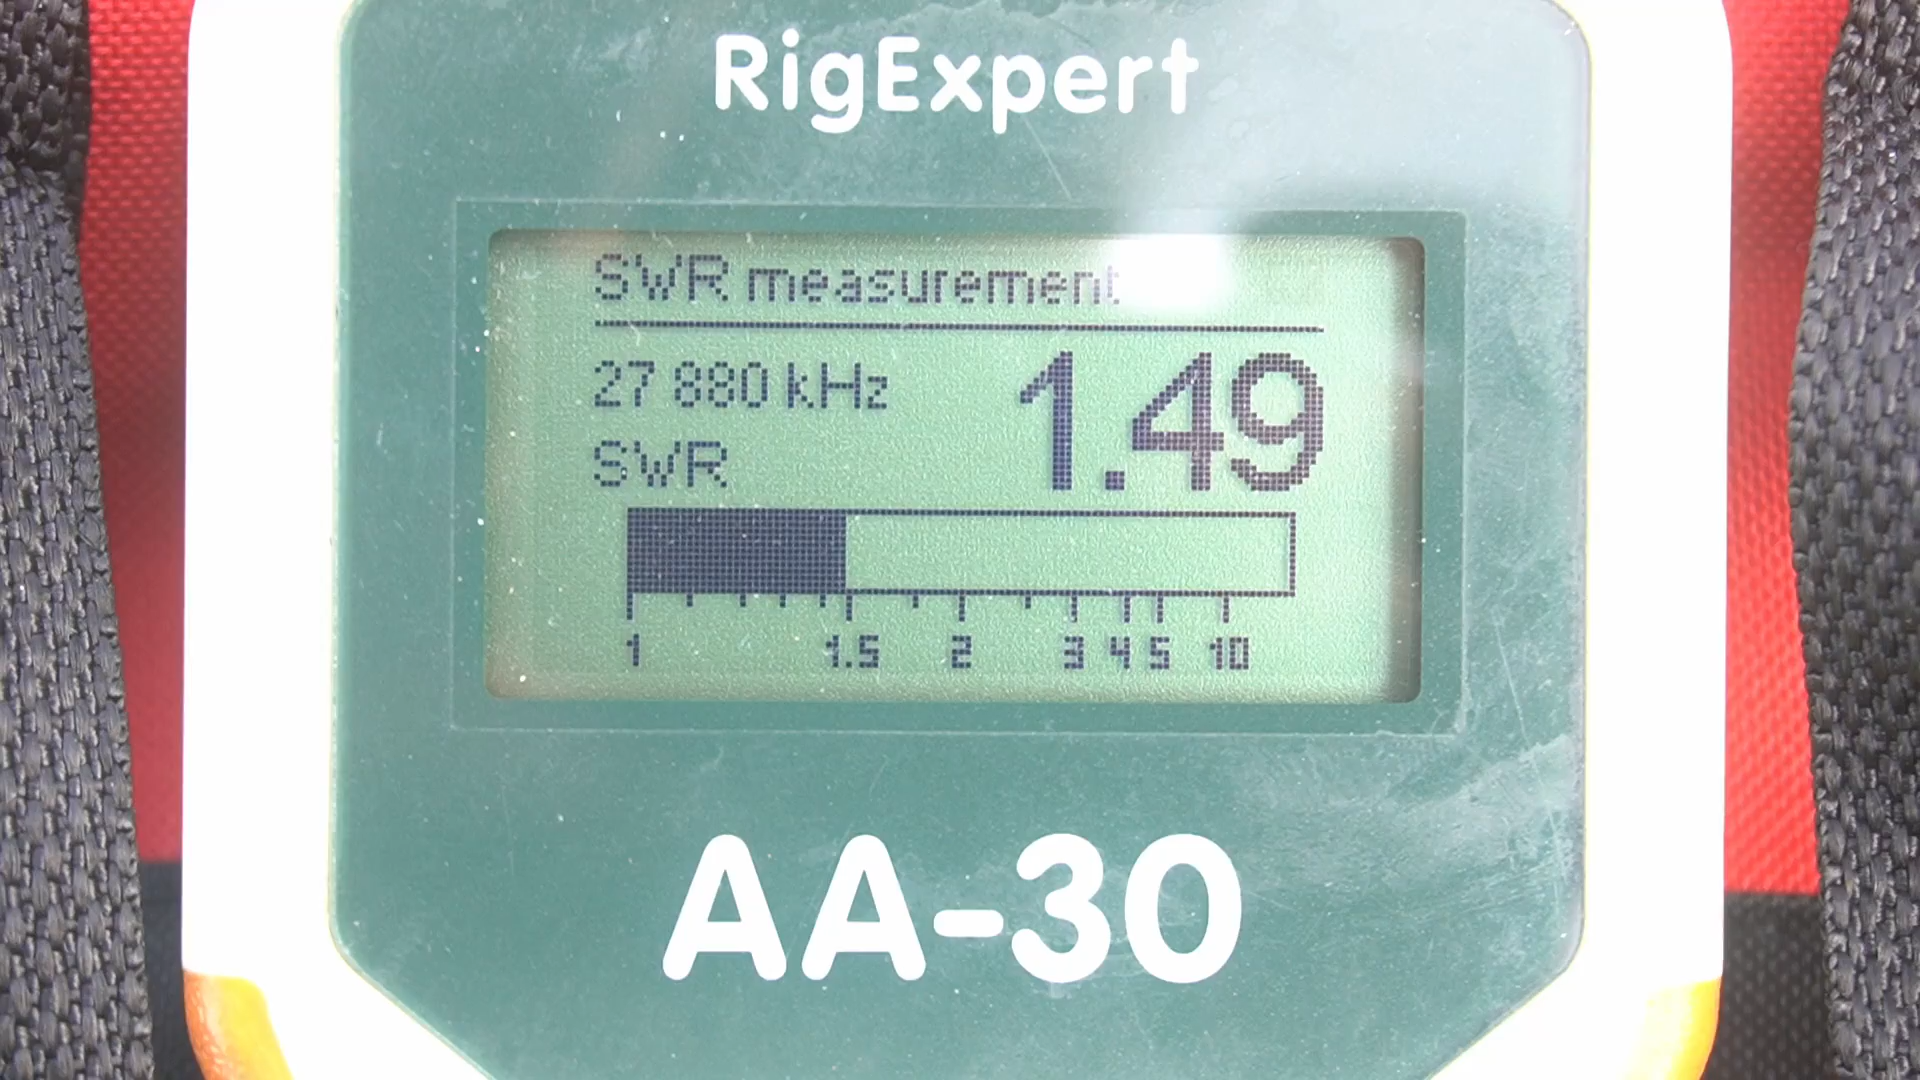 RigExpert
SWR measurement
27 880 kHz
1.49
SWR
1 1.5 2 3 4 5 10
AA-30